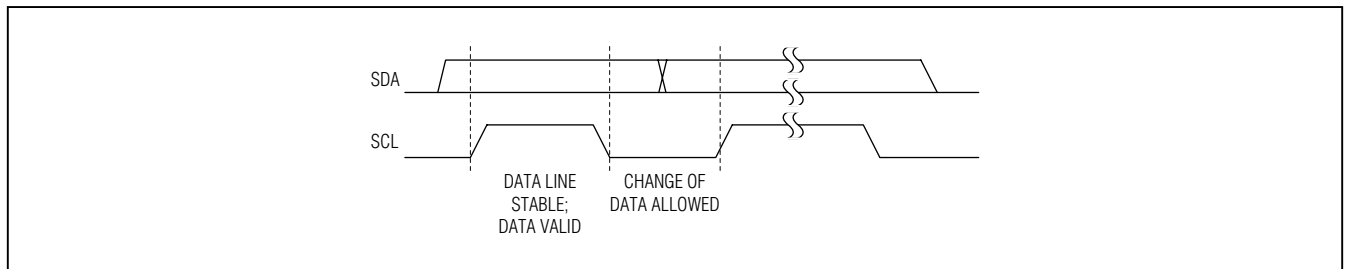 SDA
SCL
DATA LINE
STABLE;
DATA VALID
CHANGE OF
DATA ALLOWED